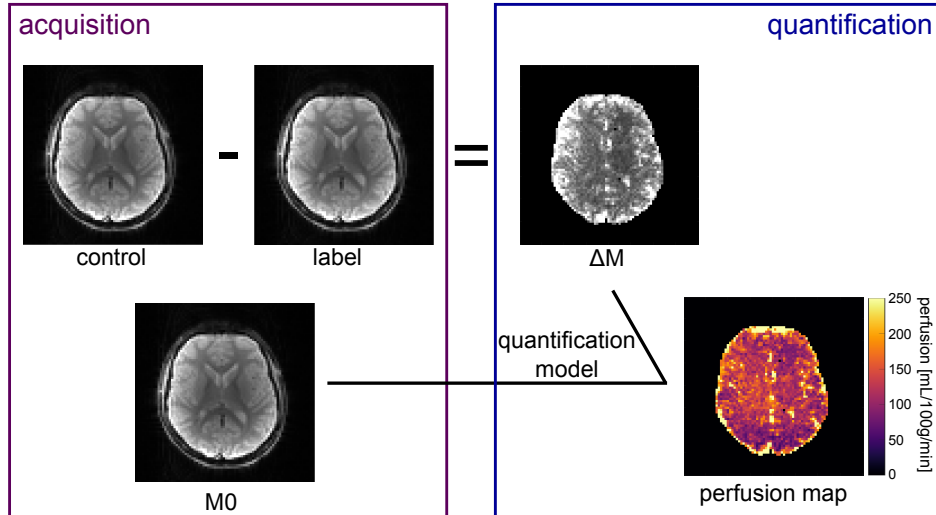 acquisition
quantification
control
-
label
=
ΔM
quantification
model
M0
perfusion map
perfusion [mL/100g/min]
250
200
150
100
50
0